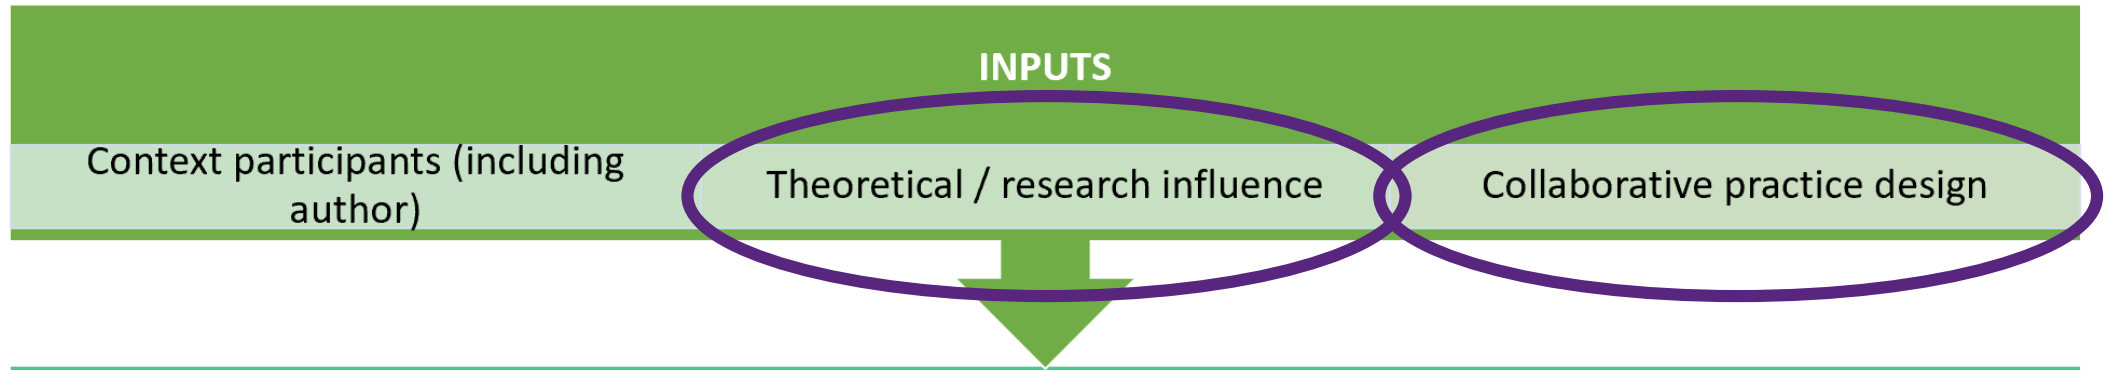 INPUTS
Context participants (including
author)
Theoretical / research influence
Collaborative practice design